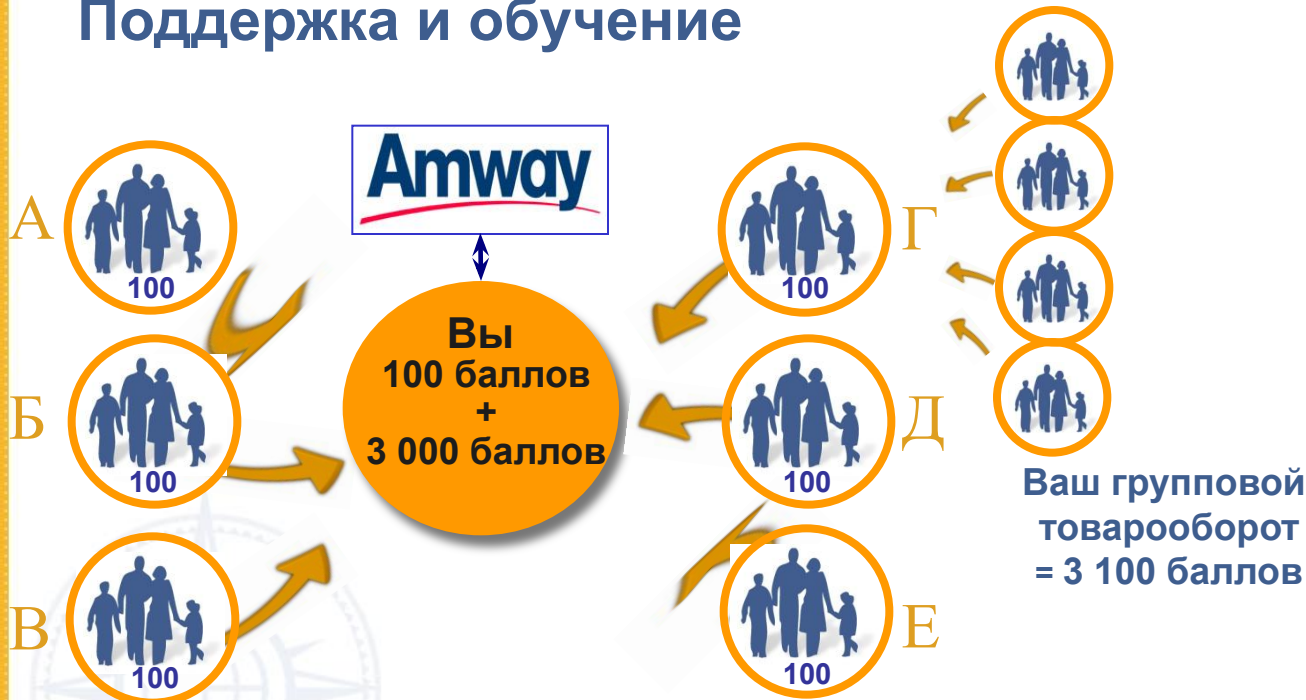 Поддержка и обучение
Amway
А
100
Б
100
В
100
Вы
100 баллов
+
3 000 баллов
Г
100
Д
100
Е
100
Ваш групповой
товарооборот
= 3 100 баллов